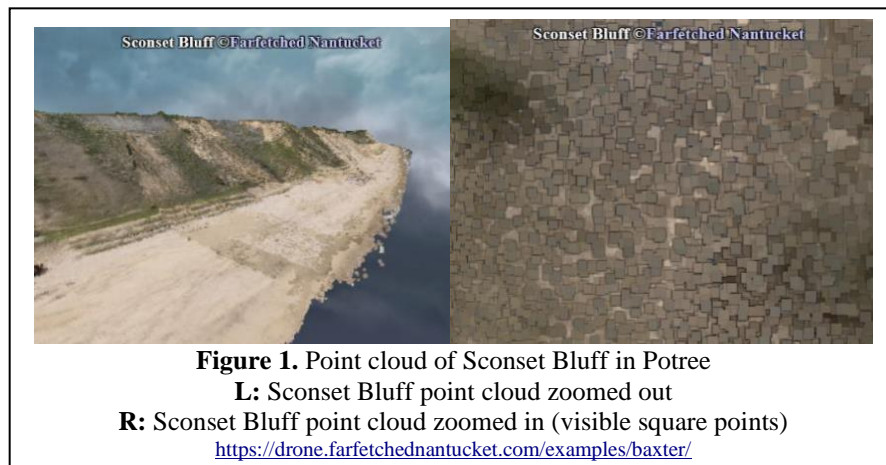 Sconset Bluff ©Farfetched Nantucket
Sconset Bluff ©Farfetched Nantucket
Figure 1. Point cloud of Sconset Bluff in Potree
L: Sconset Bluff point cloud zoomed out
R: Sconset Bluff point cloud zoomed in (visible square points)
https://drone.farfetchednantucket.com/examples/baxter/